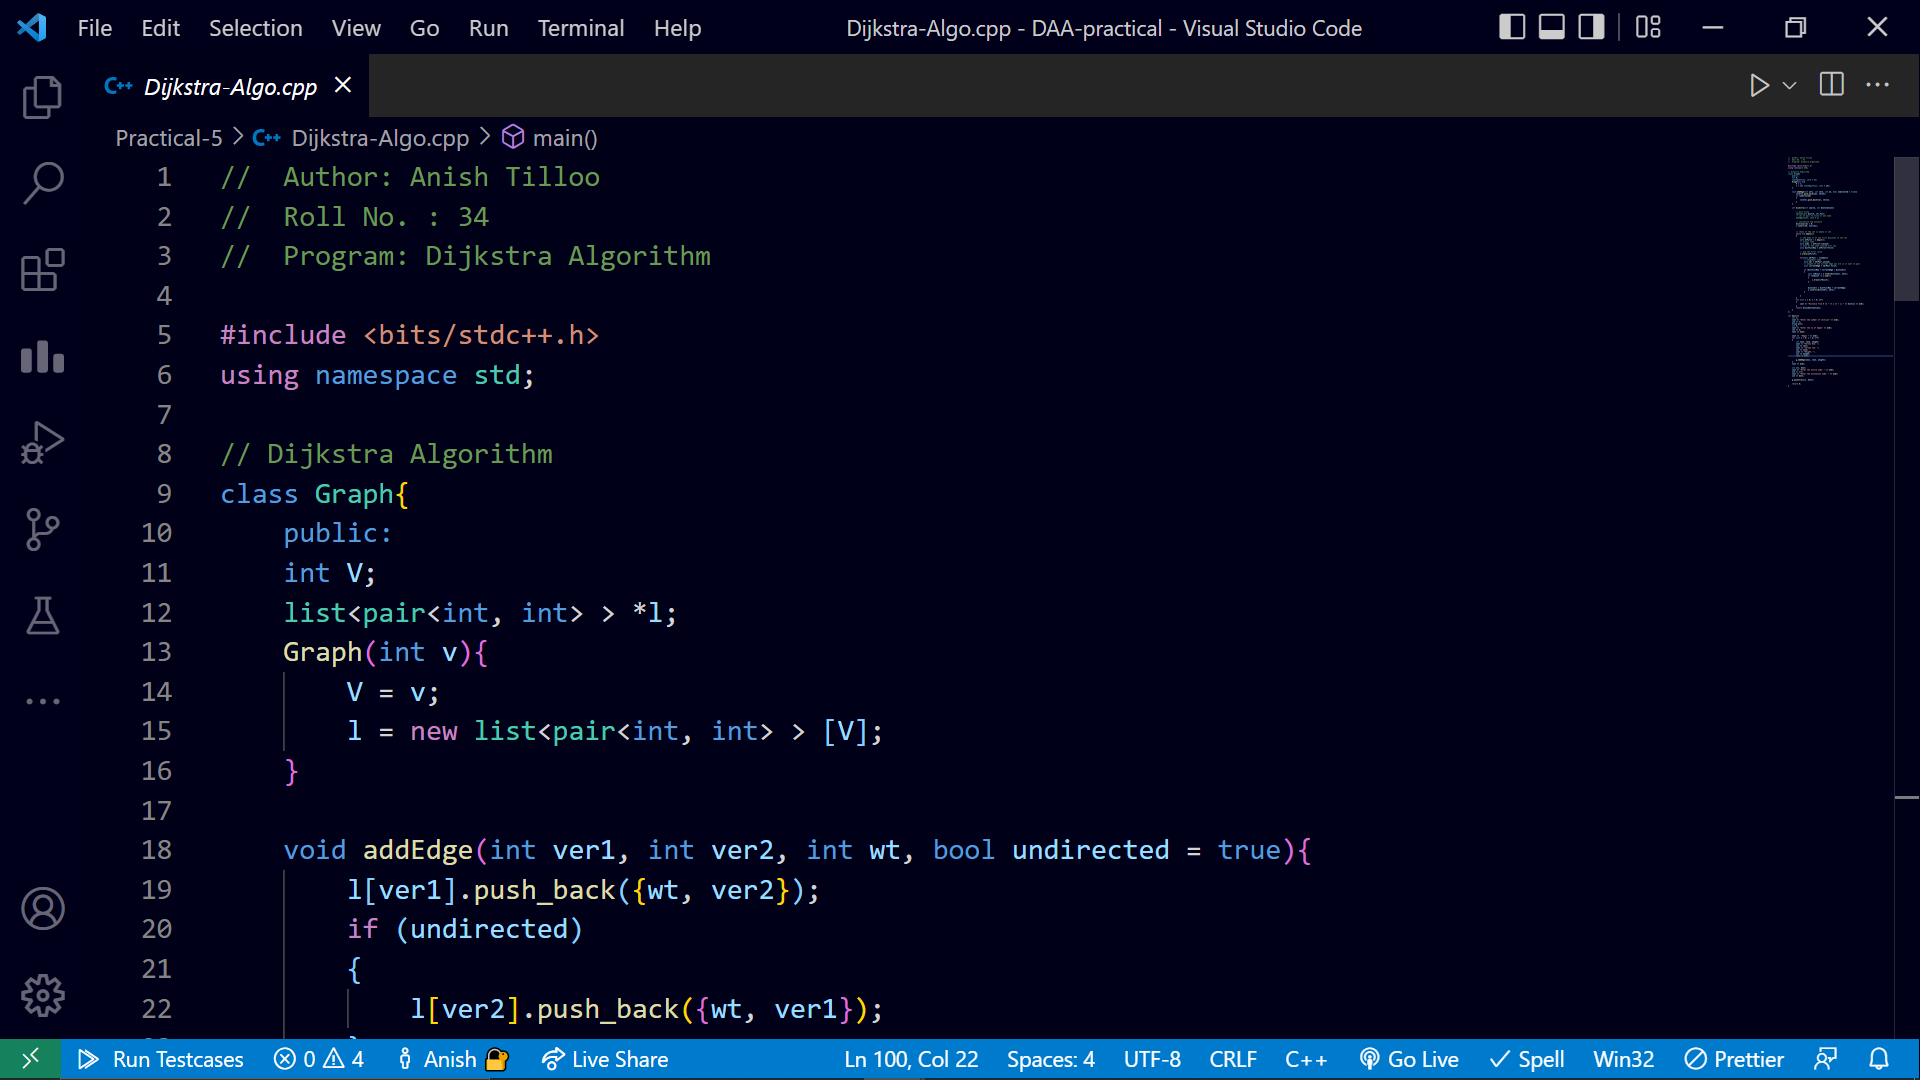 File Edit Selection View Go Run Terminal Help Dijkstra-Algo.cpp - DAA-practical - Visual Studio Code
C++ Dijkstra-Algo.cpp
Practical-5 > C++ Dijkstra-Algo.cpp > main()
1 //  Author: Anish Tilloo
2 //  Roll No. : 34
3 //  Program: Dijkstra Algorithm
4
5 #include <bits/stdc++.h>
6 using namespace std;
7
8 // Dijkstra Algorithm
9 class Graph{
10     public:
11     int V;
12     list<pair<int, int> > *l;
13     Graph(int v){
14         V = v;
15         l = new list<pair<int, int> > [V];
16     }
17
18     void addEdge(int ver1, int ver2, int wt, bool undirected = true){
19         l[ver1].push_back({wt, ver2});
20         if (undirected)
21         {
22             l[ver2].push_back({wt, ver1});
Run Testcases 0 4 Anish Live Share Ln 100, Col 22 Spaces: 4 UTF-8 CRLF C++ Go Live Spell Win32 Prettier